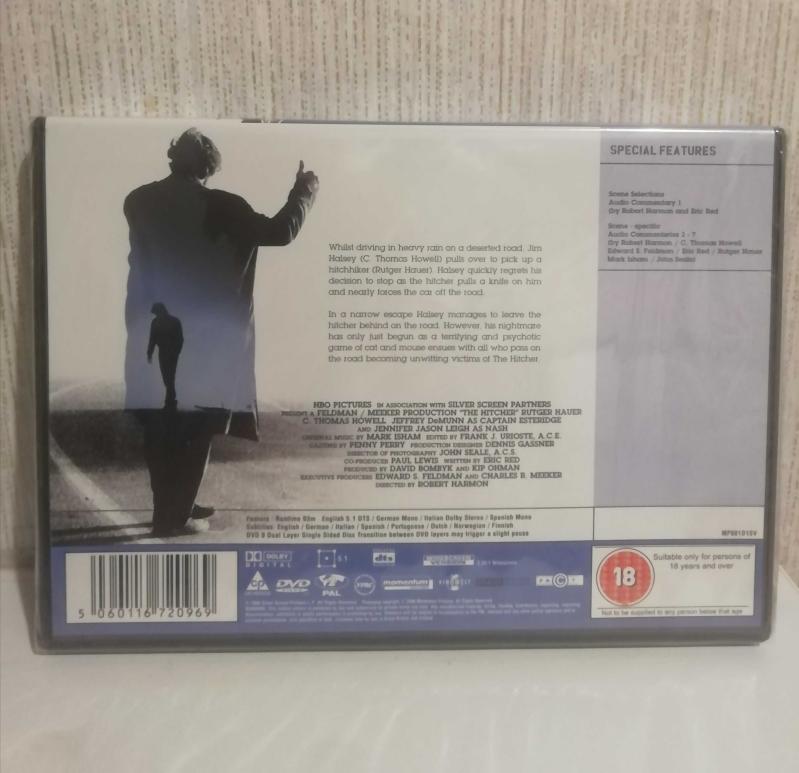 Whilst driving in heavy rain on a deserted road, Jim
Halsey (C. Thomas Howell) pulls over to pick up a
hitchhiker (Rutger Hauer). Halsey quickly regrets his
decision to stop as the hitcher pulls a knife on him
and nearly forces the car off the road.
In a narrow escape Halsey manages to leave the
hitcher behind on the road. However, his nightmare
has only just begun as a terrifying and psychotic
game of cat and mouse ensues with all who pass on
the road becoming unwitting victims of The Hitcher.
HBO PICTURES IN ASSOCIATION WITH SILVER SCREEN PARTNERS
PRESENT A FELDMAN / MEEKER PRODUCTION "THE HITCHER" RUTGER HAUER
C. THOMAS HOWELL JEFFREY DeMUNN AS CAPTAIN ESTERIDGE
AND JENNIFER JASON LEIGH AS NASH
ORIGINAL MUSIC BY MARK ISHAM EDITED BY FRANK J. URIOSTE, A.C.E.
CASTING BY PENNY PERRY PRODUCTION DESIGNER DENNIS GASSNER
DIRECTOR OF PHOTOGRAPHY JOHN SEALE, A.C.S.
CO-PRODUCER PAUL LEWIS WRITTEN BY ERIC RED
PRODUCED BY DAVID BOMBYK AND KIP OHMAN
EXECUTIVE PRODUCERS EDWARD S. FELDMAN AND CHARLES R. MEEKER
DIRECTED BY ROBERT HARMON
SPECIAL FEATURES
Scene Selections
Audio Commentary 1
(by Robert Harmon and Eric Red
Scene - specific
Audio Commentaries 2 - 7
(by Robert Harmon / C. Thomas Howell
Edward S. Feldman / Eric Red / Rutger Hauer
Mark Isham / John Seale)
Feature : Runtime 93m English 5.1 DTS / German Mono / Italian Dolby Stereo / Spanish Mono
Subtitles English / German / Italian / Spanish / Portuguese / Dutch / Norwegian / Finnish
DVD 9 Dual Layer Single Sided Disc Transition between DVD layers may trigger a slight pause
MP681D1SV
5 060116 720969
DOLBY
DIGITAL
5.1
dts
VERSION
2.35:1 Widescreen
DVD
VIDEO
PAL
momentum
18
Suitable only for persons of
18 years and over
Not to be supplied to any person below that age